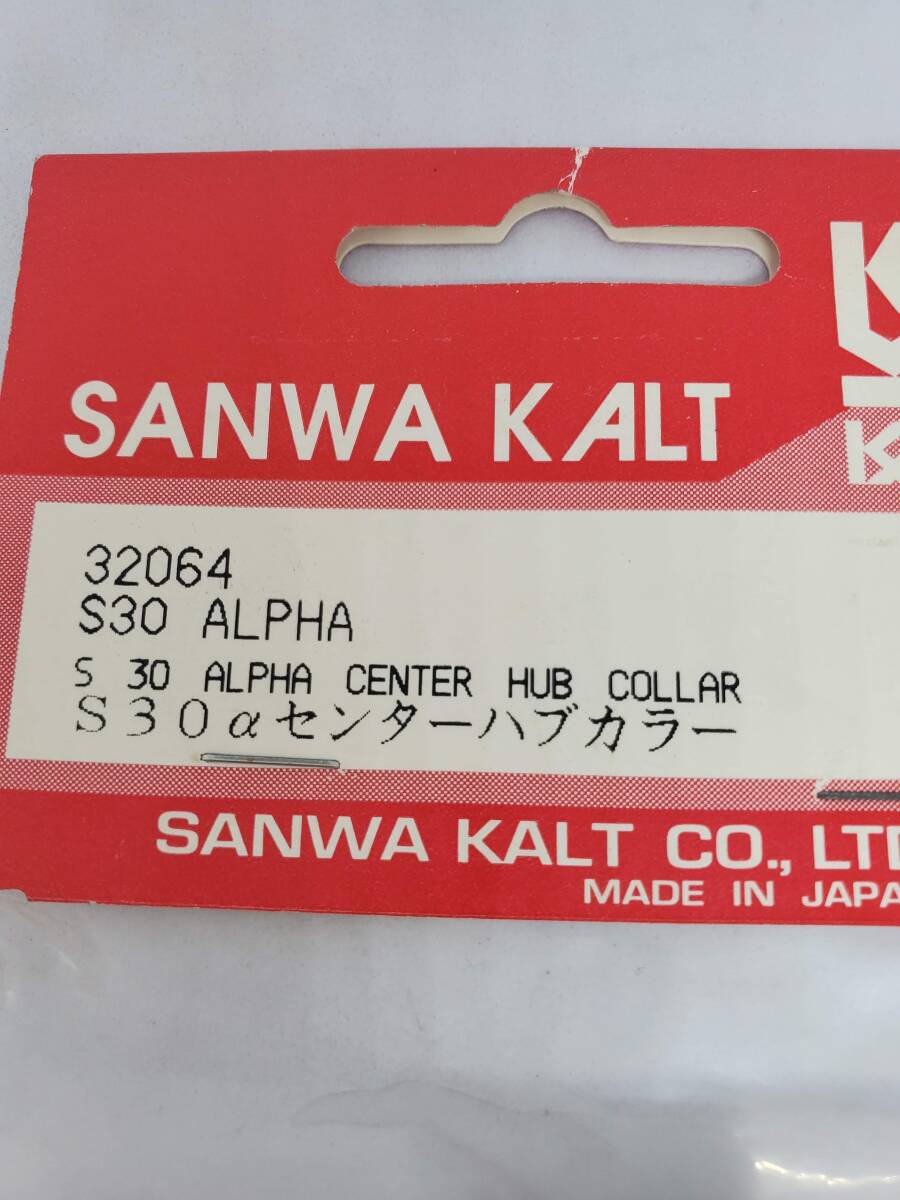 SANWA KALT
32064
S30 ALPHA
S 30 ALPHA CENTER HUB COLLAR
S30αセンターハブカラー
SANWA KALT CO., LTD
MADE IN JAPA